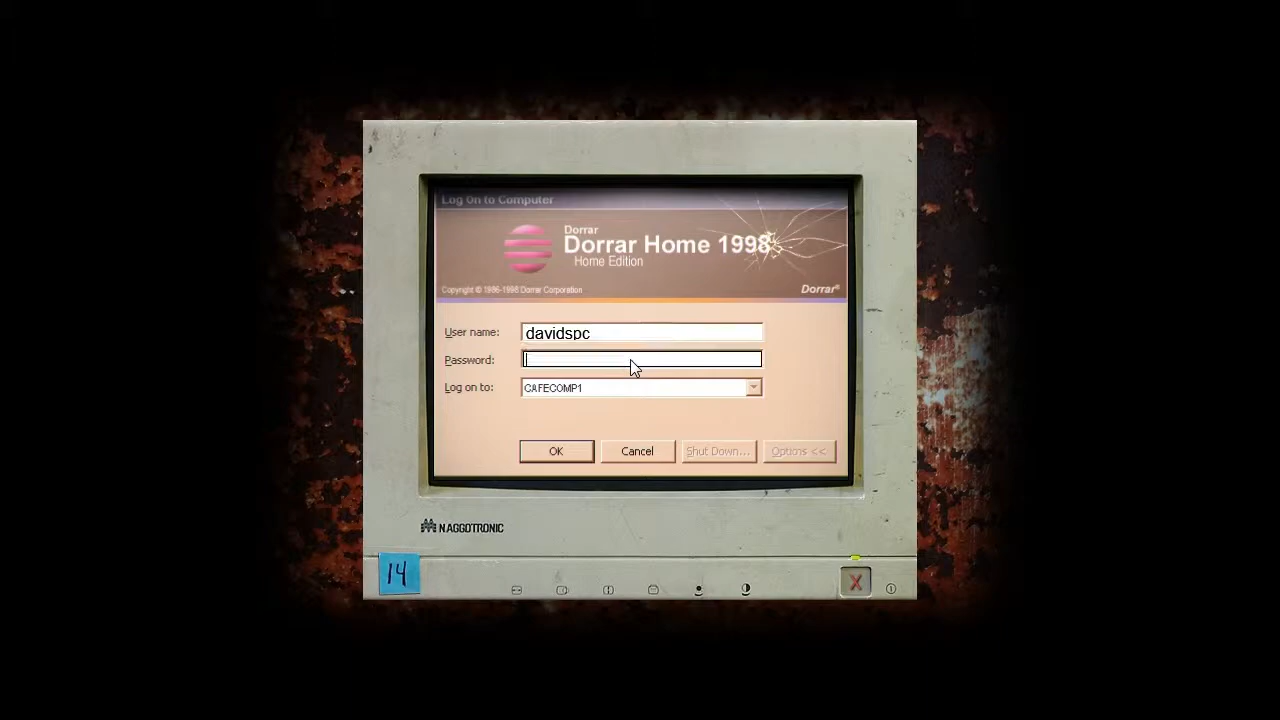 Log On to Computer
Dorrar
Dorrar Home 1998
Home Edition
Copyright © 1986-1998 Dorrar Corporation
Dorrar®
User name: davidspc
Password:
Log on to: CAFECOMP1
OK Cancel Shut Down... Options <<
NAGGOTRONIC
14
X